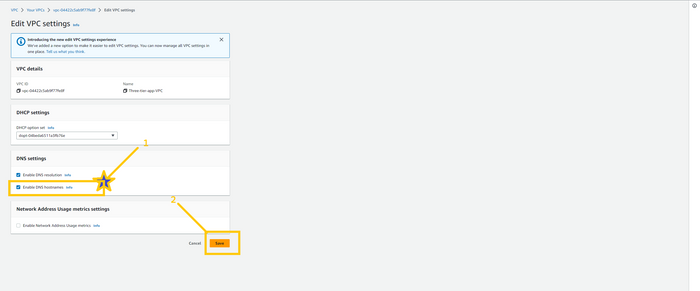 VPC > Your VPCs > vpc-04422c3ab9f77fbdf > Edit VPC settings
Edit VPC settings Info
Introducing the new edit VPC settings experience
We've added a new option to make it easier to edit VPC settings. You can now manage all VPC settings in
one place. Tell us what you think.
VPC details
VPC ID
vpc-04422c3ab9f77fbdf
Name
Three-tier-app-VPC
DHCP settings
DHCP option set Info
1
DNS settings
Enable DNS resolution Info
Enable DNS hostnames Info
2
Network Address Usage metrics settings
Enable Network Address Usage metrics Info
Cancel
Save